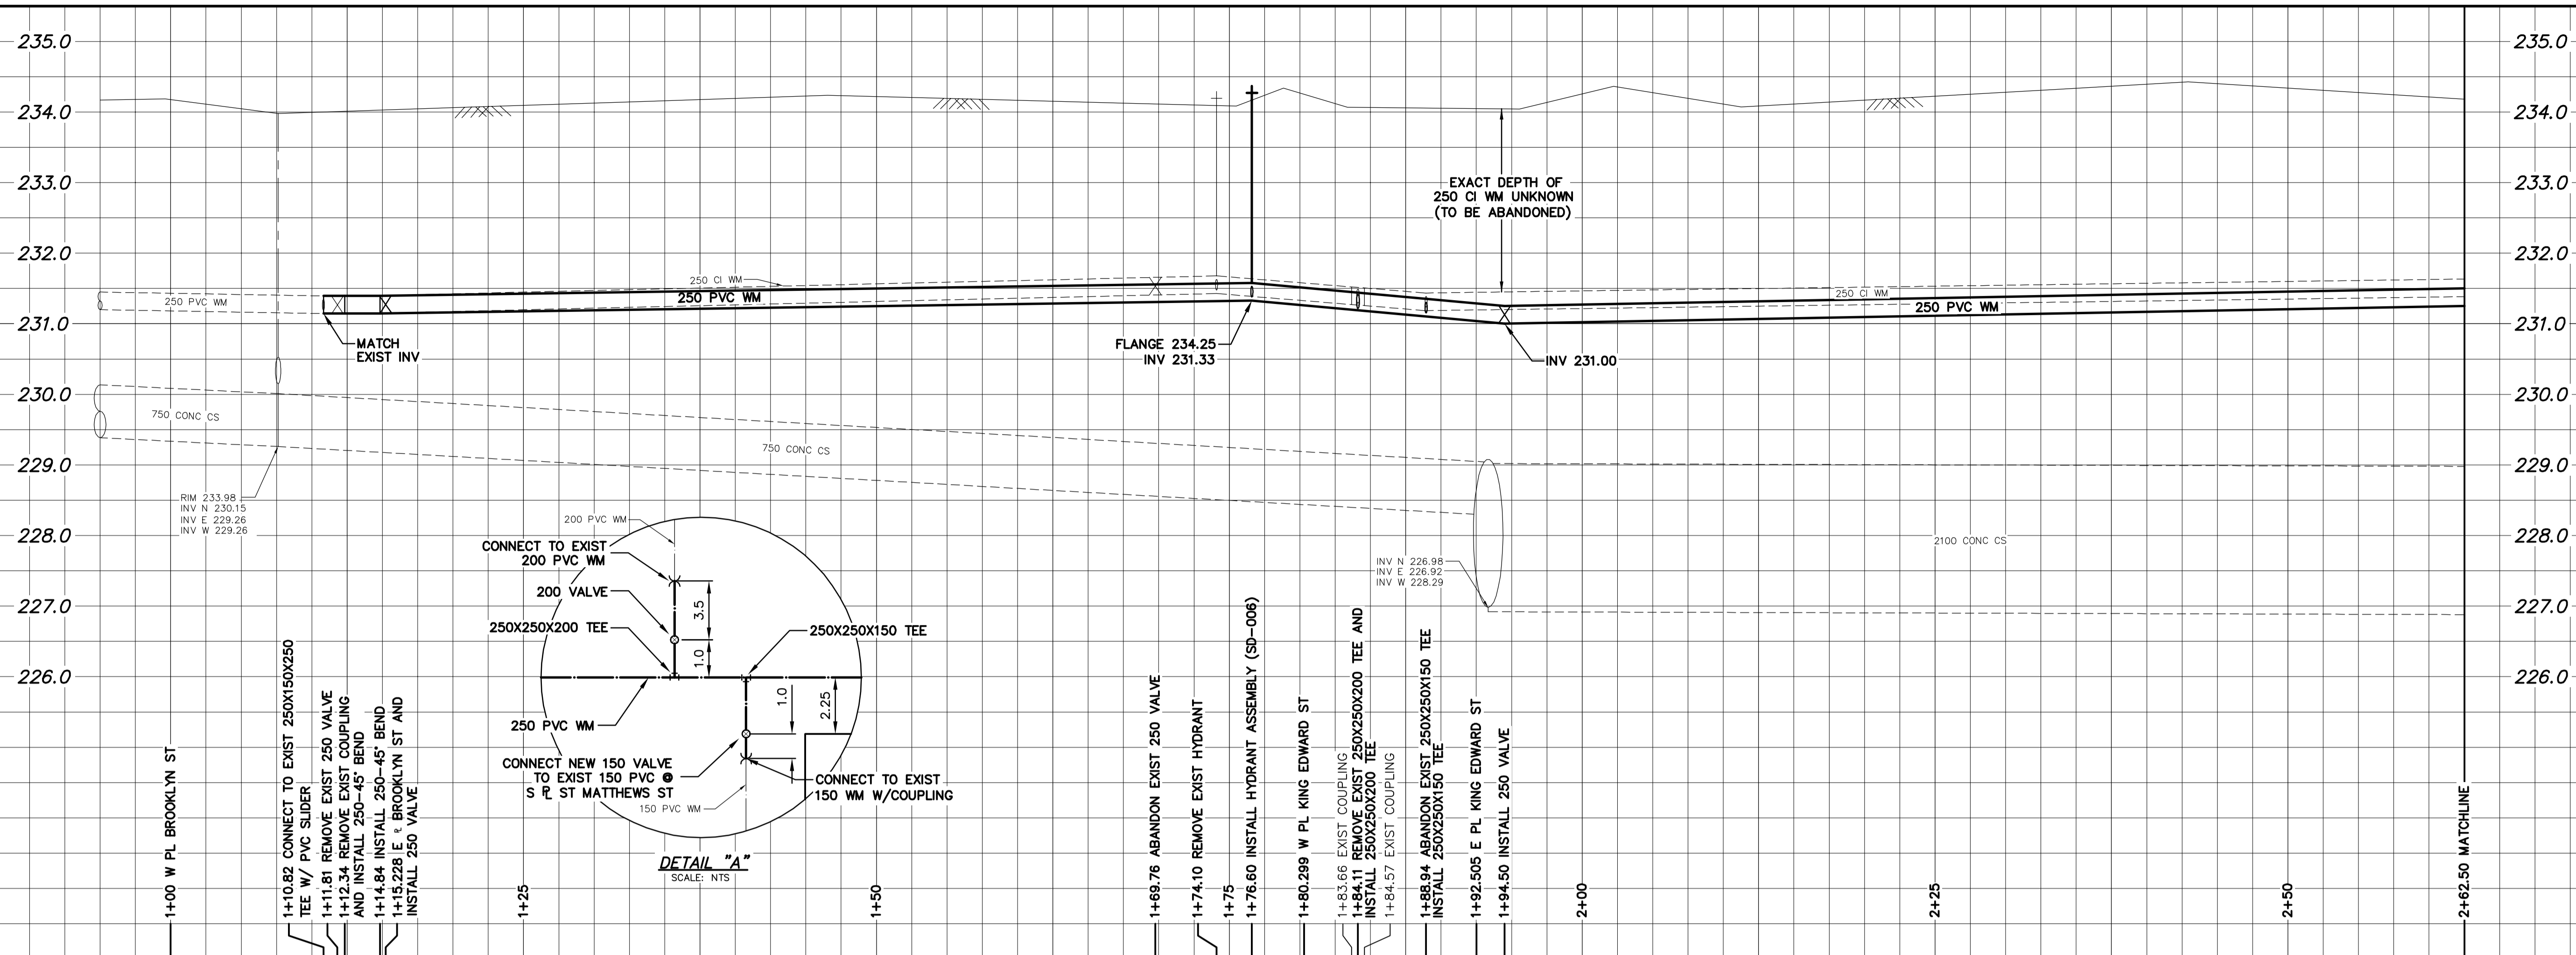 235.0
234.0
233.0
232.0
231.0
230.0
229.0
228.0
227.0
226.0
235.0
234.0
233.0
232.0
231.0
230.0
229.0
228.0
227.0
226.0
250 PVC WM
250 CI WM
250 PVC WM
MATCH
EXIST INV
FLANGE 234.25
INV 231.33
EXACT DEPTH OF
250 CI WM UNKNOWN
(TO BE ABANDONED)
INV 231.00
250 CI WM
250 PVC WM
750 CONC CS
750 CONC CS
RIM 233.98
INV N 230.15
INV E 229.26
INV W 229.26
INV N 226.98
INV E 226.92
INV W 228.29
2100 CONC CS
200 PVC WM
CONNECT TO EXIST
200 PVC WM
200 VALVE
250X250X200 TEE
3.5
1.0
250X250X150 TEE
250 PVC WM
1.0
2.25
CONNECT NEW 150 VALVE
TO EXIST 150 PVC @
S PL ST MATTHEWS ST
150 PVC WM
CONNECT TO EXIST
150 WM W/COUPLING
DETAIL "A"
SCALE: NTS
1+00 W PL BROOKLYN ST
1+10.82 CONNECT TO EXIST 250X150X250
TEE W/ PVC SLIDER
1+11.81 REMOVE EXIST 250 VALVE
1+12.34 REMOVE EXIST COUPLING
AND INSTALL 250-45° BEND
1+14.84 INSTALL 250-45° BEND
1+15.228 E PL BROOKLYN ST AND
INSTALL 250 VALVE
1+25
1+50
1+69.76 ABANDON EXIST 250 VALVE
1+74.10 REMOVE EXIST HYDRANT
1+75
1+76.60 INSTALL HYDRANT ASSEMBLY (SD-006)
1+80.299 W PL KING EDWARD ST
1+83.66 EXIST COUPLING
1+84.11 REMOVE EXIST 250X250X200 TEE AND
INSTALL 250X250X200 TEE
1+84.57 EXIST COUPLING
1+88.94 ABANDON EXIST 250X250X150 TEE
INSTALL 250X250X150 TEE
1+92.505 E PL KING EDWARD ST
1+94.50 INSTALL 250 VALVE
2+00
2+25
2+50
2+62.50 MATCHLINE